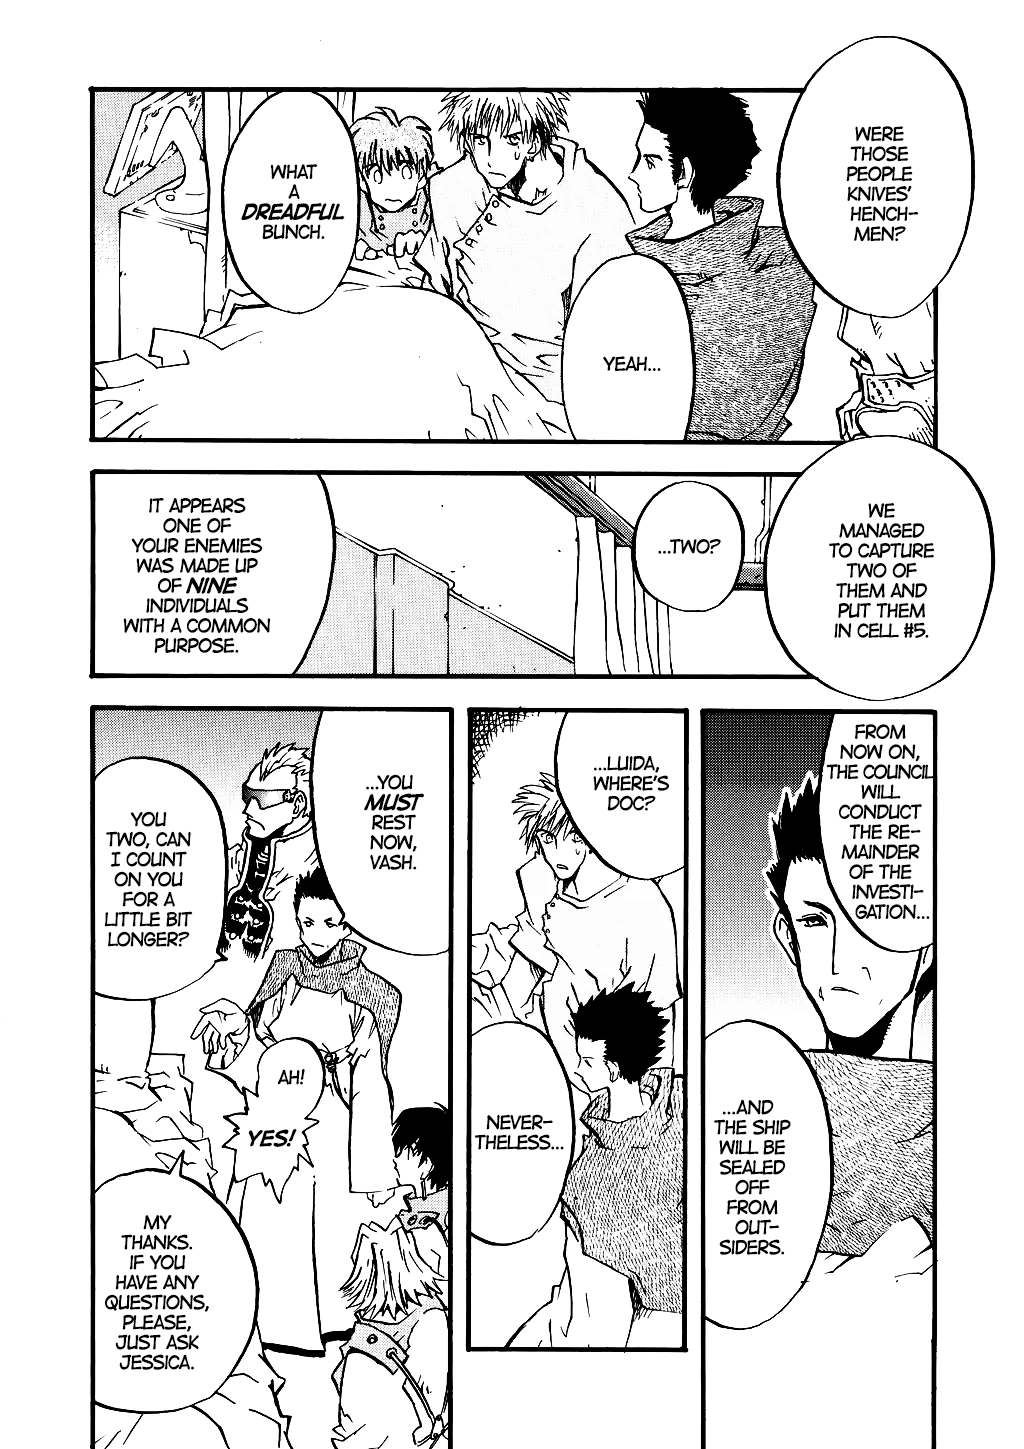 WERE
THOSE
PEOPLE
KNIVES'
HENCH-
MEN?
YEAH...
WHAT
A
DREADFUL
BUNCH.
WE
MANAGED
TO CAPTURE
TWO OF
THEM AND
PUT THEM
IN CELL #5.
...TWO?
IT APPEARS
ONE OF
YOUR ENEMIES
WAS MADE UP
OF NINE
INDIVIDUALS
WITH A COMMON
PURPOSE.
FROM
NOW ON,
THE COUNCIL
WILL
CONDUCT
THE RE-
MAINDER
OF THE
INVESTI-
GATION...
...AND
THE SHIP
WILL BE
SEALED
OFF
FROM
OUT-
SIDERS.
...LUIDA,
WHERE'S
DOC?
NEVER-
THELESS...
...YOU
MUST
REST
NOW,
VASH.
YOU
TWO, CAN
I COUNT
ON YOU
FOR A
LITTLE BIT
LONGER?
AH!
YES!
MY
THANKS.
IF YOU
HAVE ANY
QUESTIONS,
PLEASE,
JUST ASK
JESSICA.